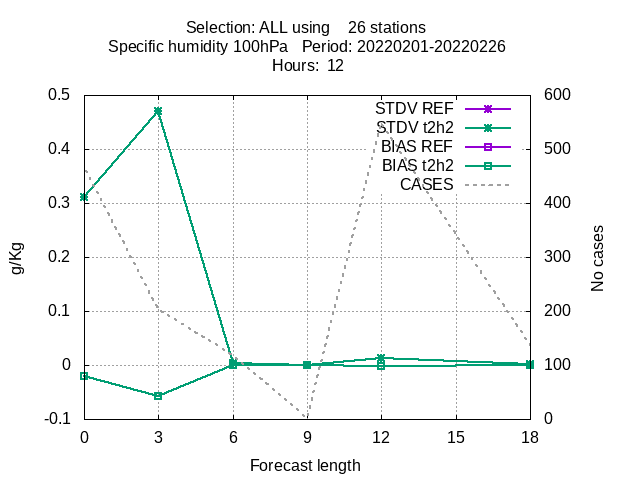 Selection: ALL using 26 stations
Specific humidity 100hPa Period: 20220201-20220226
Hours: 12
STDV REF
STDV t2h2
BIAS REF
BIAS t2h2
CASES
0.5
0.4
0.3
0.2
0.1
0
-0.1
600
500
400
300
200
100
0
g/Kg
No cases
0 3 6 9 12 15 18
Forecast length